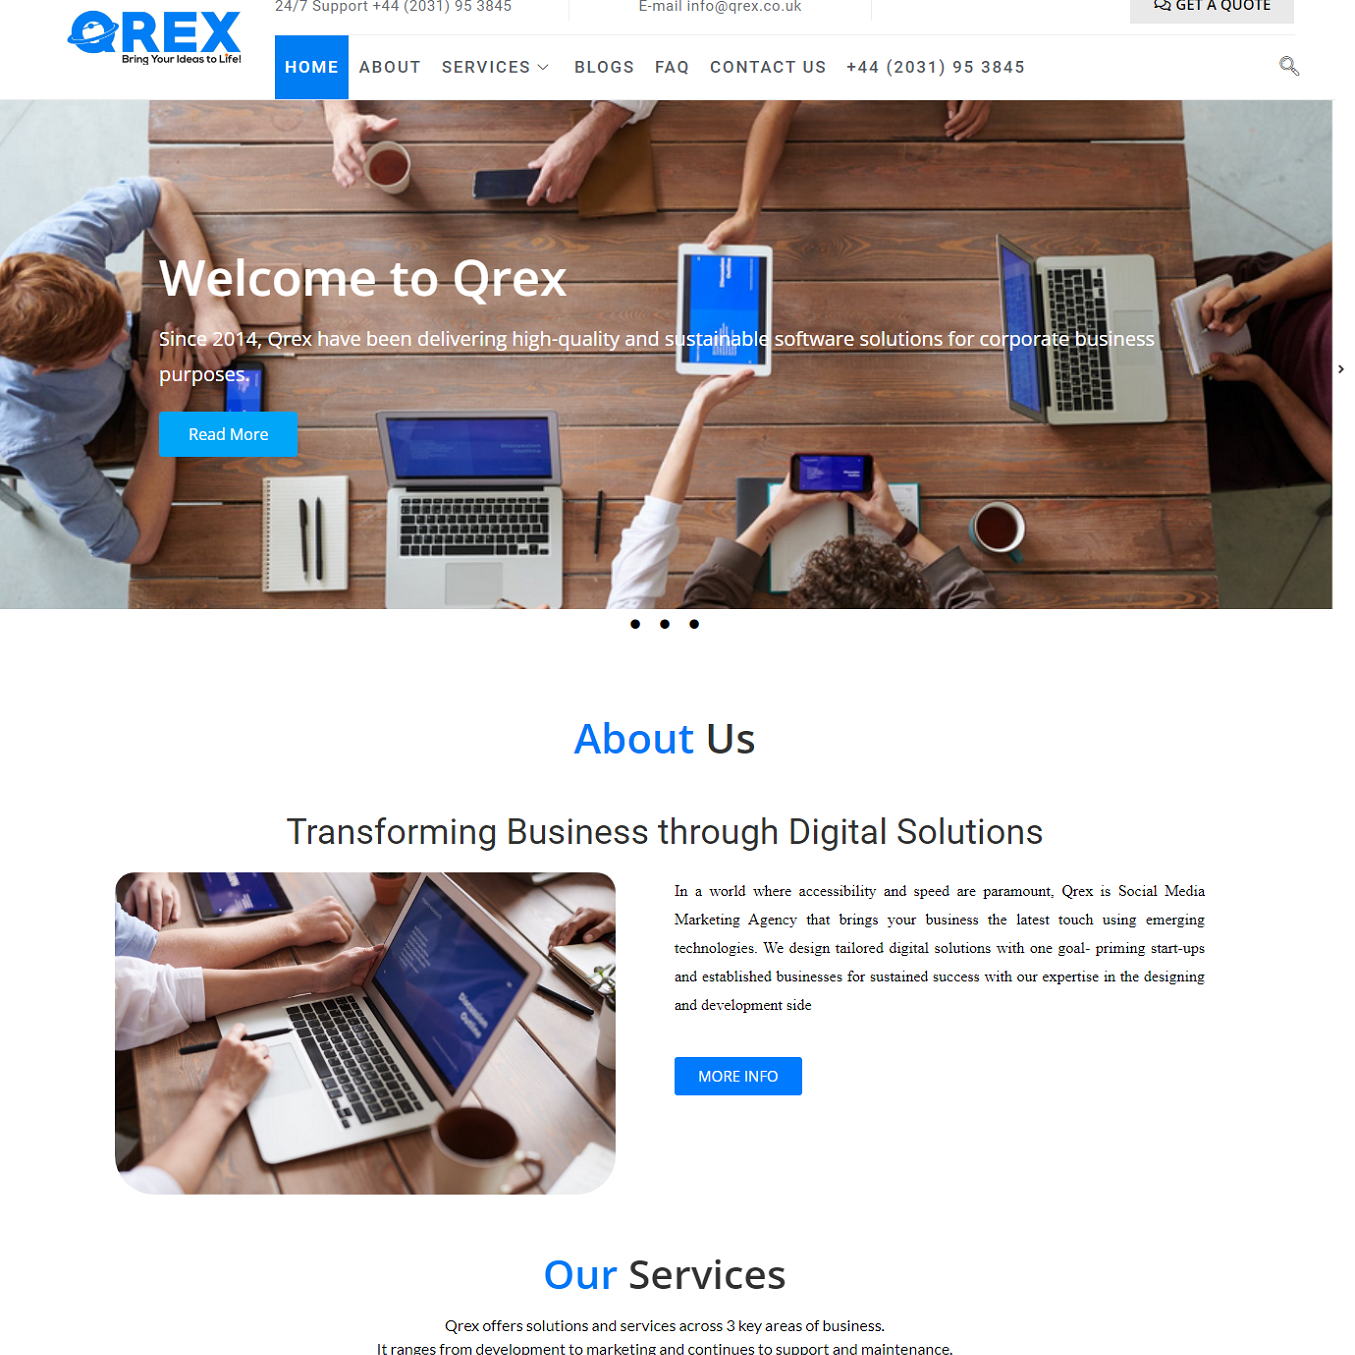 24/7 Support +44 (2031) 95 3845
E-mail info@qrex.co.uk
GET A QUOTE
QREX
Bring Your Ideas to Life!
HOME ABOUT SERVICES BLOGS FAQ CONTACT US +44 (2031) 95 3845
Welcome to Qrex
Since 2014, Qrex have been delivering high-quality and sustainable software solutions for corporate business
purposes.
Read More
Discussion
Outline
About Us
Transforming Business through Digital Solutions
In a world where accessibility and speed are paramount, Qrex is Social Media
Marketing Agency that brings your business the latest touch using emerging
technologies. We design tailored digital solutions with one goal- priming start-ups
and established businesses for sustained success with our expertise in the designing
and development side
MORE INFO
Discussion
Outline
Our Services
Qrex offers solutions and services across 3 key areas of business.
It ranges from development to marketing and continues to support and maintenance.